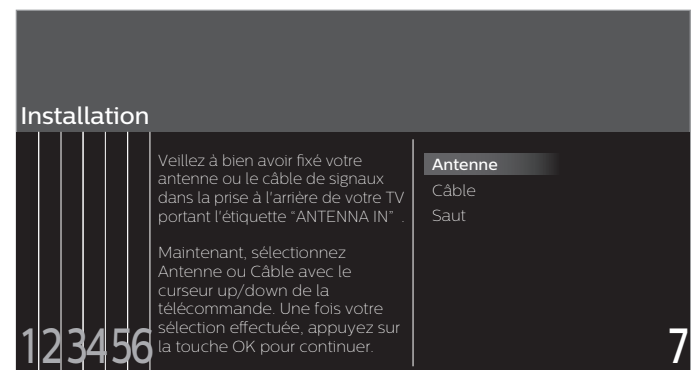 Installation
Veillez à bien avoir fixé votre
antenne ou le câble de signaux
dans la prise à l'arrière de votre TV
portant l'étiquette "ANTENNA IN" .
Maintenant, sélectionnez
Antenne ou Câble avec le
curseur up/down de la
télécommande. Une fois votre
sélection effectuée, appuyez sur
la touche OK pour continuer.
Antenne
Câble
Saut
123456
7